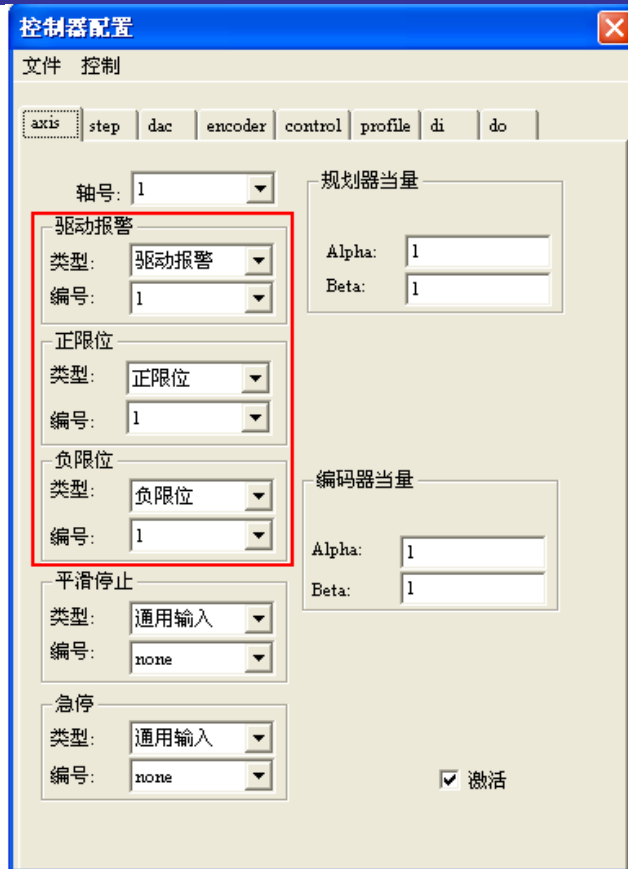 控制器配置
文件 控制
axis step dac encoder control profile di do
轴号: 1
驱动报警
类型: 驱动报警
编号: 1
正限位
类型: 正限位
编号: 1
负限位
类型: 负限位
编号: 1
平滑停止
类型: 通用输入
编号: none
急停
类型: 通用输入
编号: none
规划器当量
Alpha: 1
Beta: 1
编码器当量
Alpha: 1
Beta: 1
激活